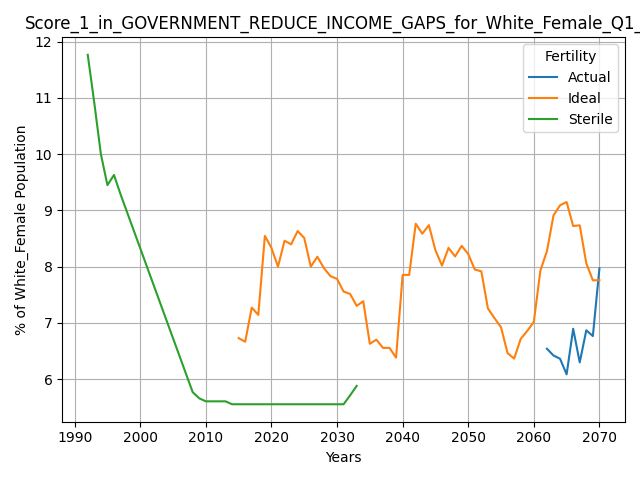 Score_1_in_GOVERNMENT_REDUCE_INCOME_GAPS_for_White_Female_Q1_
Fertility
Actual
Ideal
Sterile
% of White_Female Population
12
11
10
9
8
7
6
1990 2000 2010 2020 2030 2040 2050 2060 2070
Years